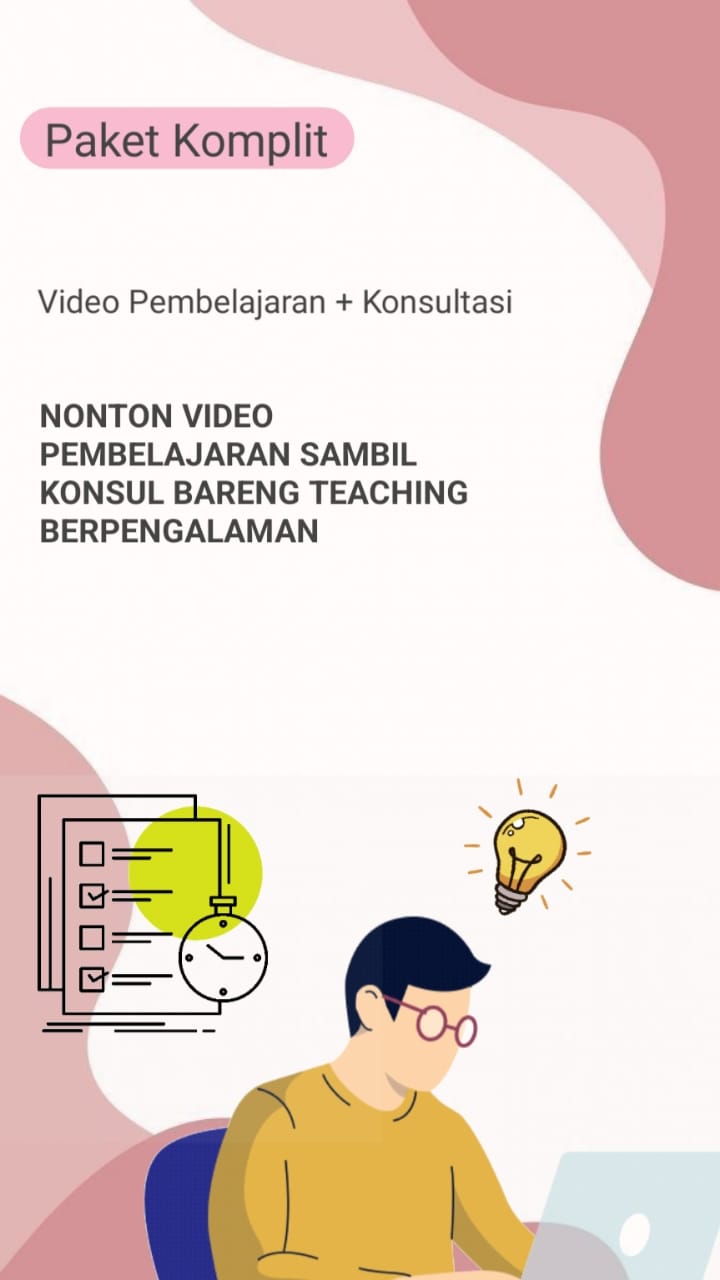 Paket Komplit
Video Pembelajaran + Konsultasi
NONTON VIDEO
PEMBELAJARAN SAMBIL
KONSUL BARENG TEACHING
BERPENGALAMAN